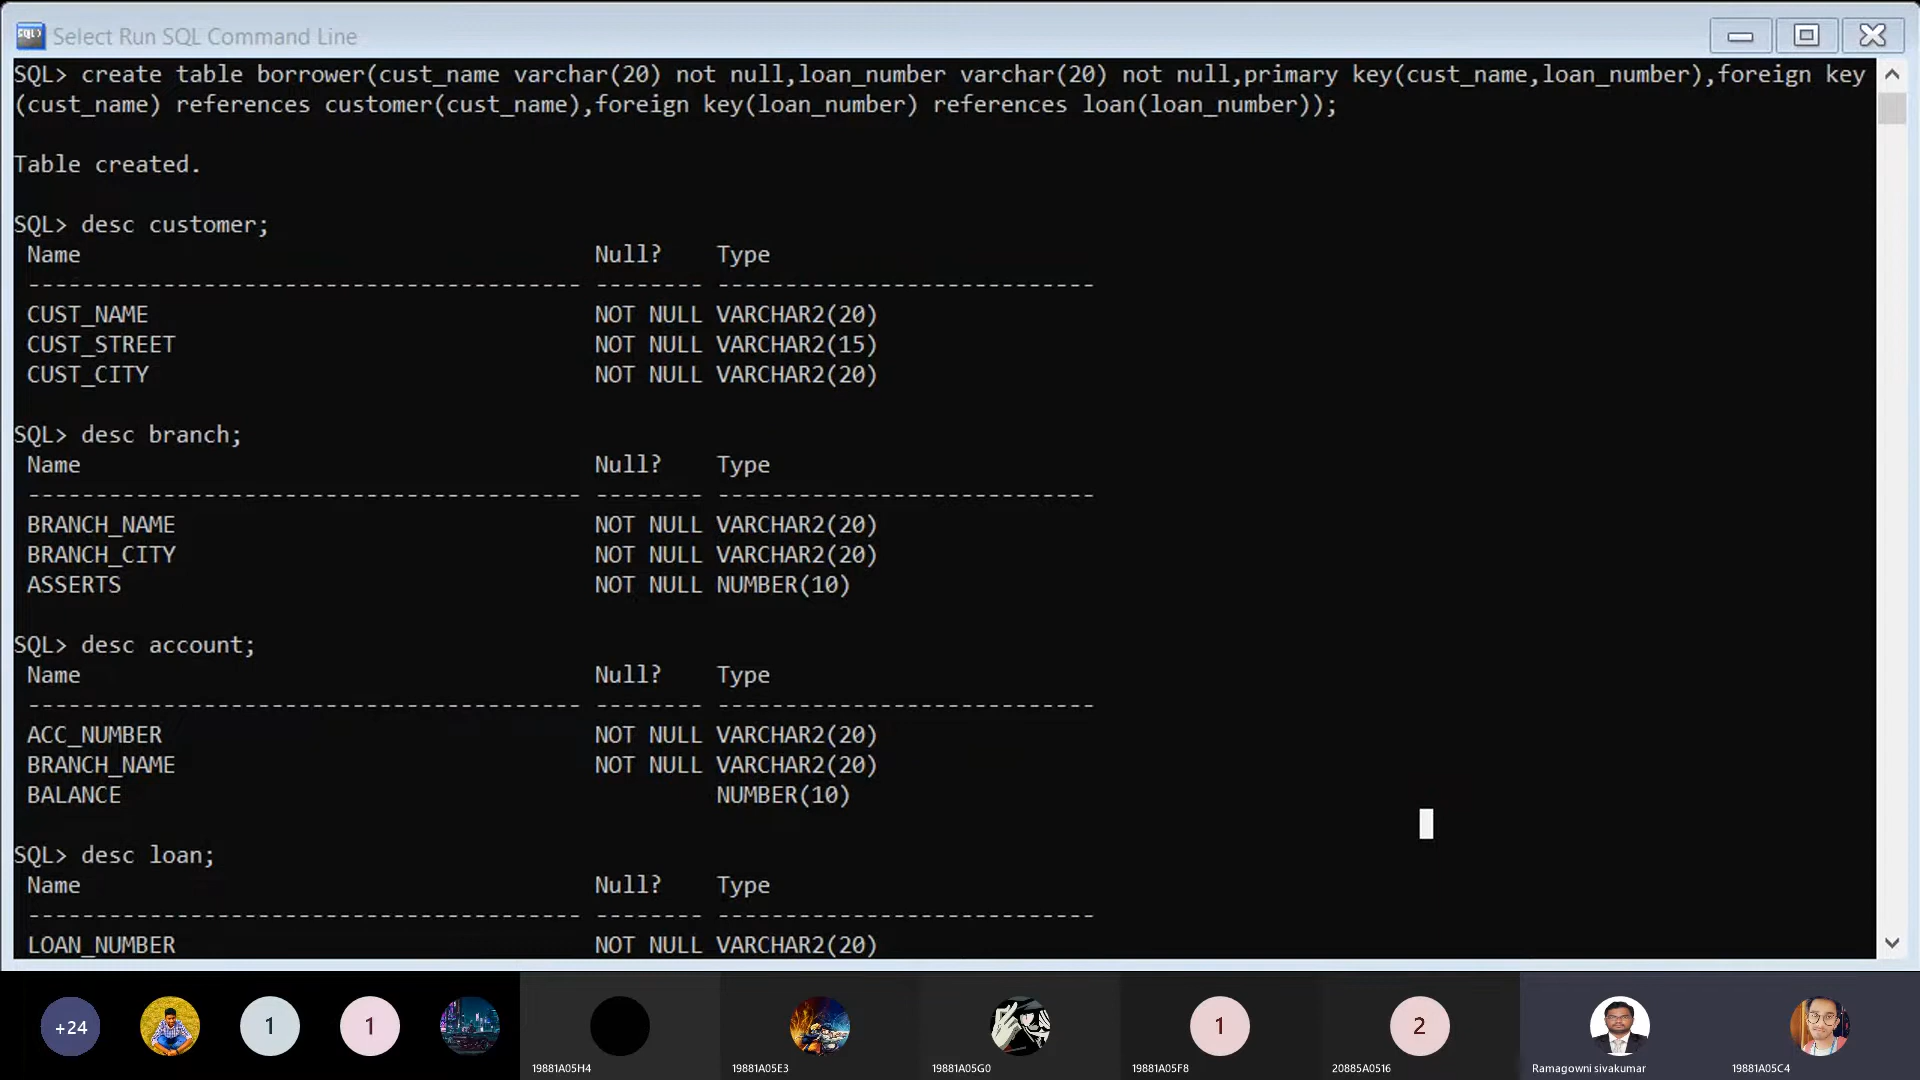 Select Run SQL Command Line
SQL> create table borrower(cust_name varchar(20) not null,loan_number varchar(20) not null,primary key(cust_name,loan_number),foreign key
(cust_name) references customer(cust_name),foreign key(loan_number) references loan(loan_number));
Table created.
SQL> desc customer;
Name Null? Type
----------------------------------------- -------- ----------------------------
CUST_NAME NOT NULL VARCHAR2(20)
CUST_STREET NOT NULL VARCHAR2(15)
CUST_CITY NOT NULL VARCHAR2(20)
SQL> desc branch;
Name Null? Type
----------------------------------------- -------- ----------------------------
BRANCH_NAME NOT NULL VARCHAR2(20)
BRANCH_CITY NOT NULL VARCHAR2(20)
ASSERTS NOT NULL NUMBER(10)
SQL> desc account;
Name Null? Type
----------------------------------------- -------- ----------------------------
ACC_NUMBER NOT NULL VARCHAR2(20)
BRANCH_NAME NOT NULL VARCHAR2(20)
BALANCE NUMBER(10)
SQL> desc loan;
Name Null? Type
----------------------------------------- -------- ----------------------------
LOAN_NUMBER NOT NULL VARCHAR2(20)
+24 1 1 1 2
19881A05H4 19881A05E3 19881A05G0 19881A05F8 20885A0516 Ramagowni sivakumar 19881A05C4